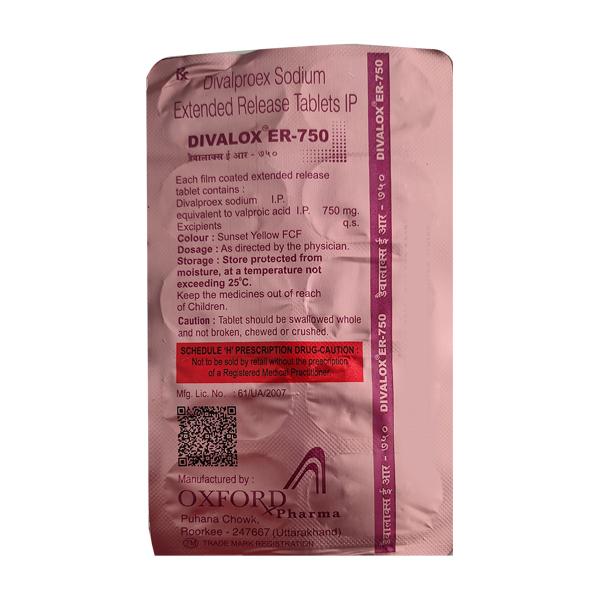 Rx
Divalproex Sodium
Extended Release Tablets IP
DIVALOX® ER-750
डैवालाक्स ई आर - ७५०
Each film coated extended release
tablet contains :
Divalproex sodium I.P.
equivalent to valproic acid I.P. 750 mg.
Excipients q.s.
Colour : Sunset Yellow FCF
Dosage : As directed by the physician.
Storage : Store protected from
moisture, at a temperature not
exceeding 25°C.
Keep the medicines out of reach
of Children.
Caution : Tablet should be swallowed whole
and not broken, chewed or crushed.
SCHEDULE 'H' PRESCRIPTION DRUG-CAUTION :
Not to be sold by retail without the prescription
of a Registered Medical Practitioner.
Mfg. Lic. No. : 61/UA/2007
Manufactured by :
OXFORD
Pharma
Puhana Chowk,
Roorkee - 247667 (Uttarakhand)
TM TRADE MARK REGISTRATION
डैवालाक्स ई आर - ७५० DIVALOX® ER-750
डैवालाक्स ई आर - ७५० DIVALOX® ER-750